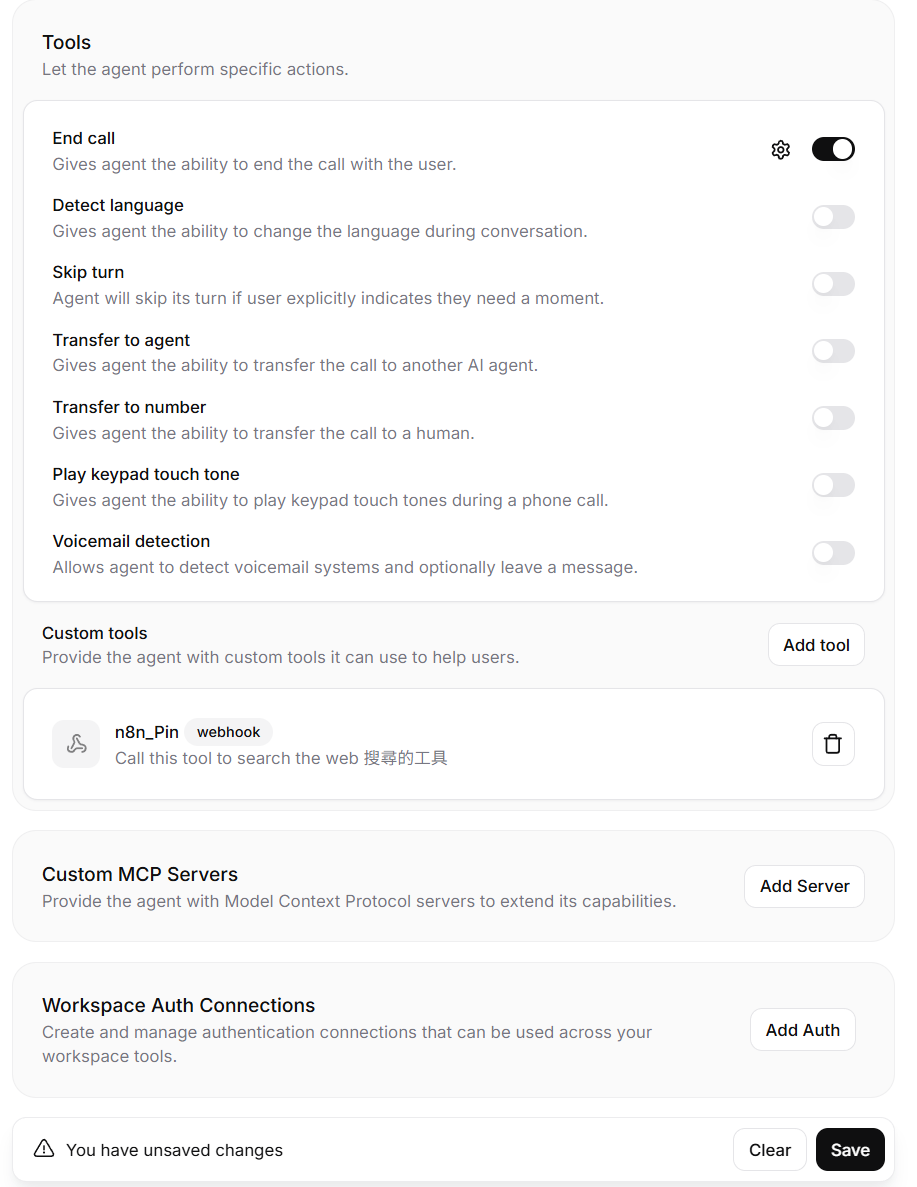 Tools
Let the agent perform specific actions.
End call
Gives agent the ability to end the call with the user.
Detect language
Gives agent the ability to change the language during conversation.
Skip turn
Agent will skip its turn if user explicitly indicates they need a moment.
Transfer to agent
Gives agent the ability to transfer the call to another AI agent.
Transfer to number
Gives agent the ability to transfer the call to a human.
Play keypad touch tone
Gives agent the ability to play keypad touch tones during a phone call.
Voicemail detection
Allows agent to detect voicemail systems and optionally leave a message.
Custom tools
Provide the agent with custom tools it can use to help users.
Add tool
n8n_Pin webhook
Call this tool to search the web 搜尋的工具
Custom MCP Servers
Provide the agent with Model Context Protocol servers to extend its capabilities.
Add Server
Workspace Auth Connections
Create and manage authentication connections that can be used across your
workspace tools.
Add Auth
You have unsaved changes
Clear
Save